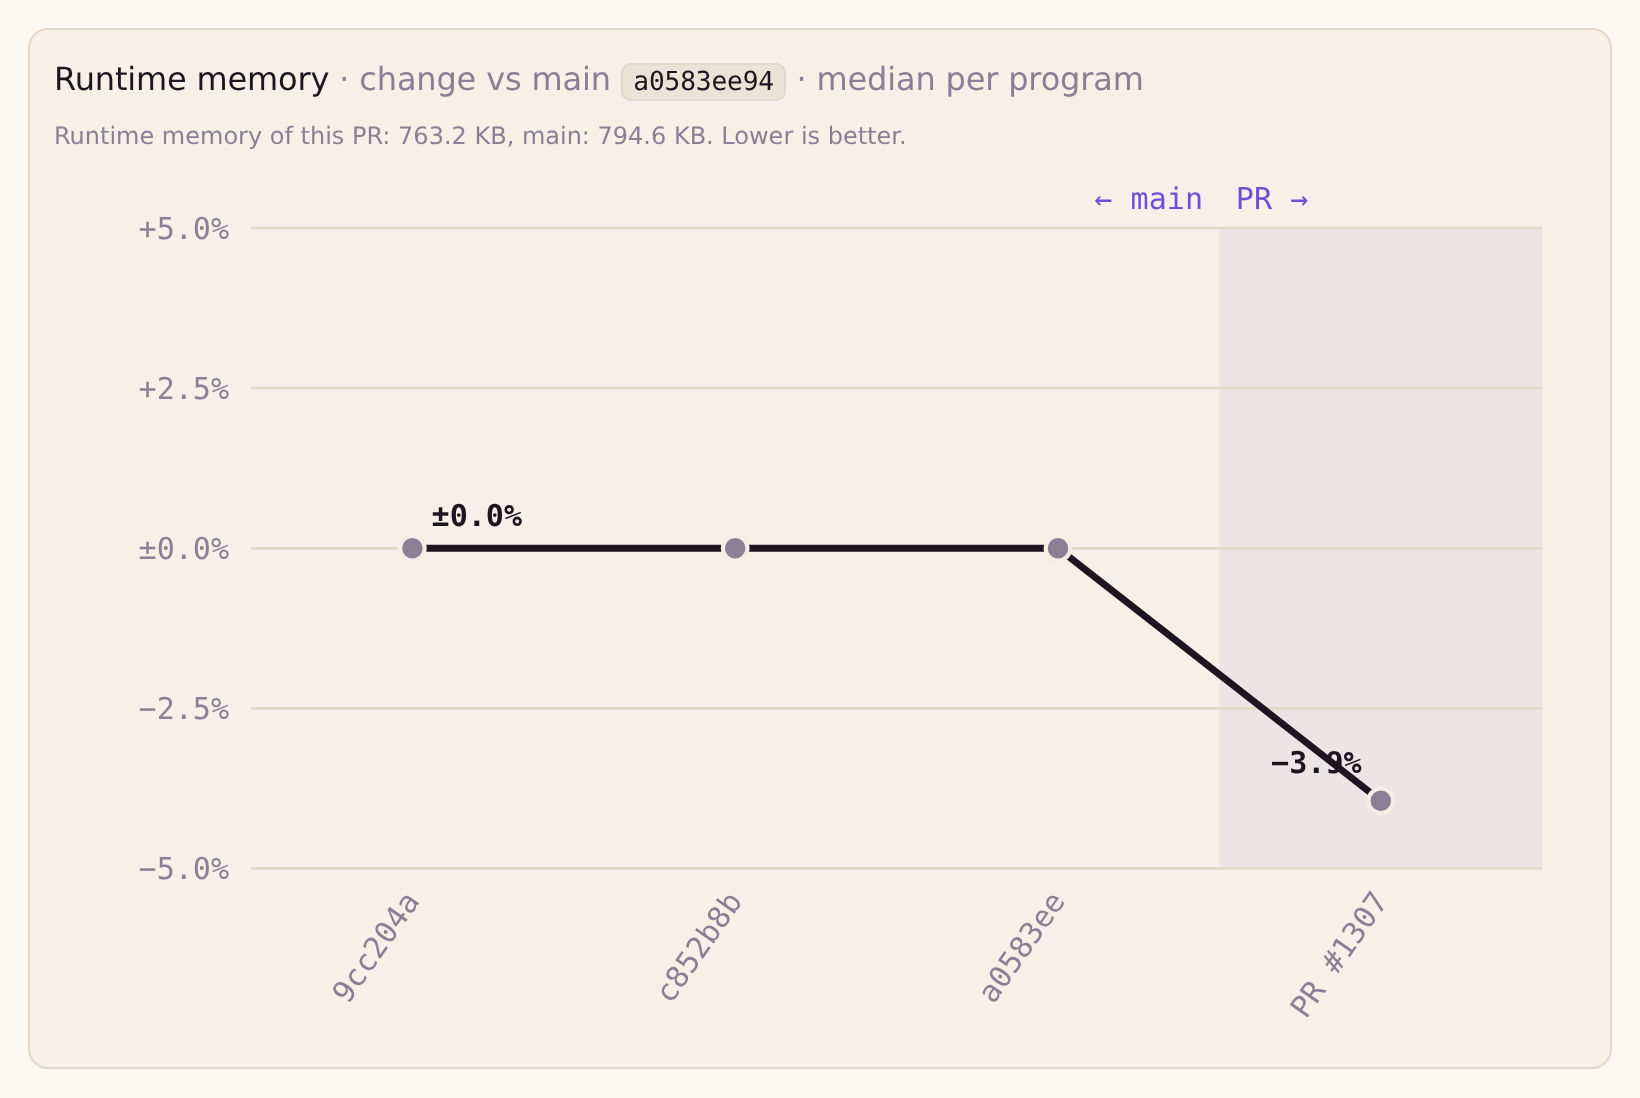 Runtime memory · change vs main a0583ee94 · median per program
Runtime memory of this PR: 763.2 KB, main: 794.6 KB. Lower is better.
← main PR →
+5.0%
+2.5%
±0.0%
±0.0%
−2.5%
−3.9%
−5.0%
9cc204a
c852b8b
a0583ee
PR #1307